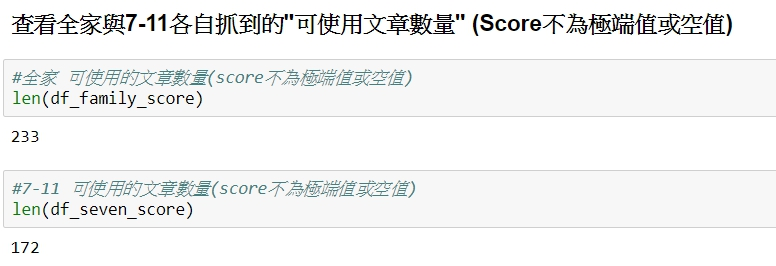 查看全家與7-11各自抓到的"可使用文章數量" (Score不為極端值或空值)
#全家 可使用的文章數量(score不為極端值或空值)
len(df_family_score)
233
#7-11 可使用的文章數量(score不為極端值或空值)
len(df_seven_score)
172